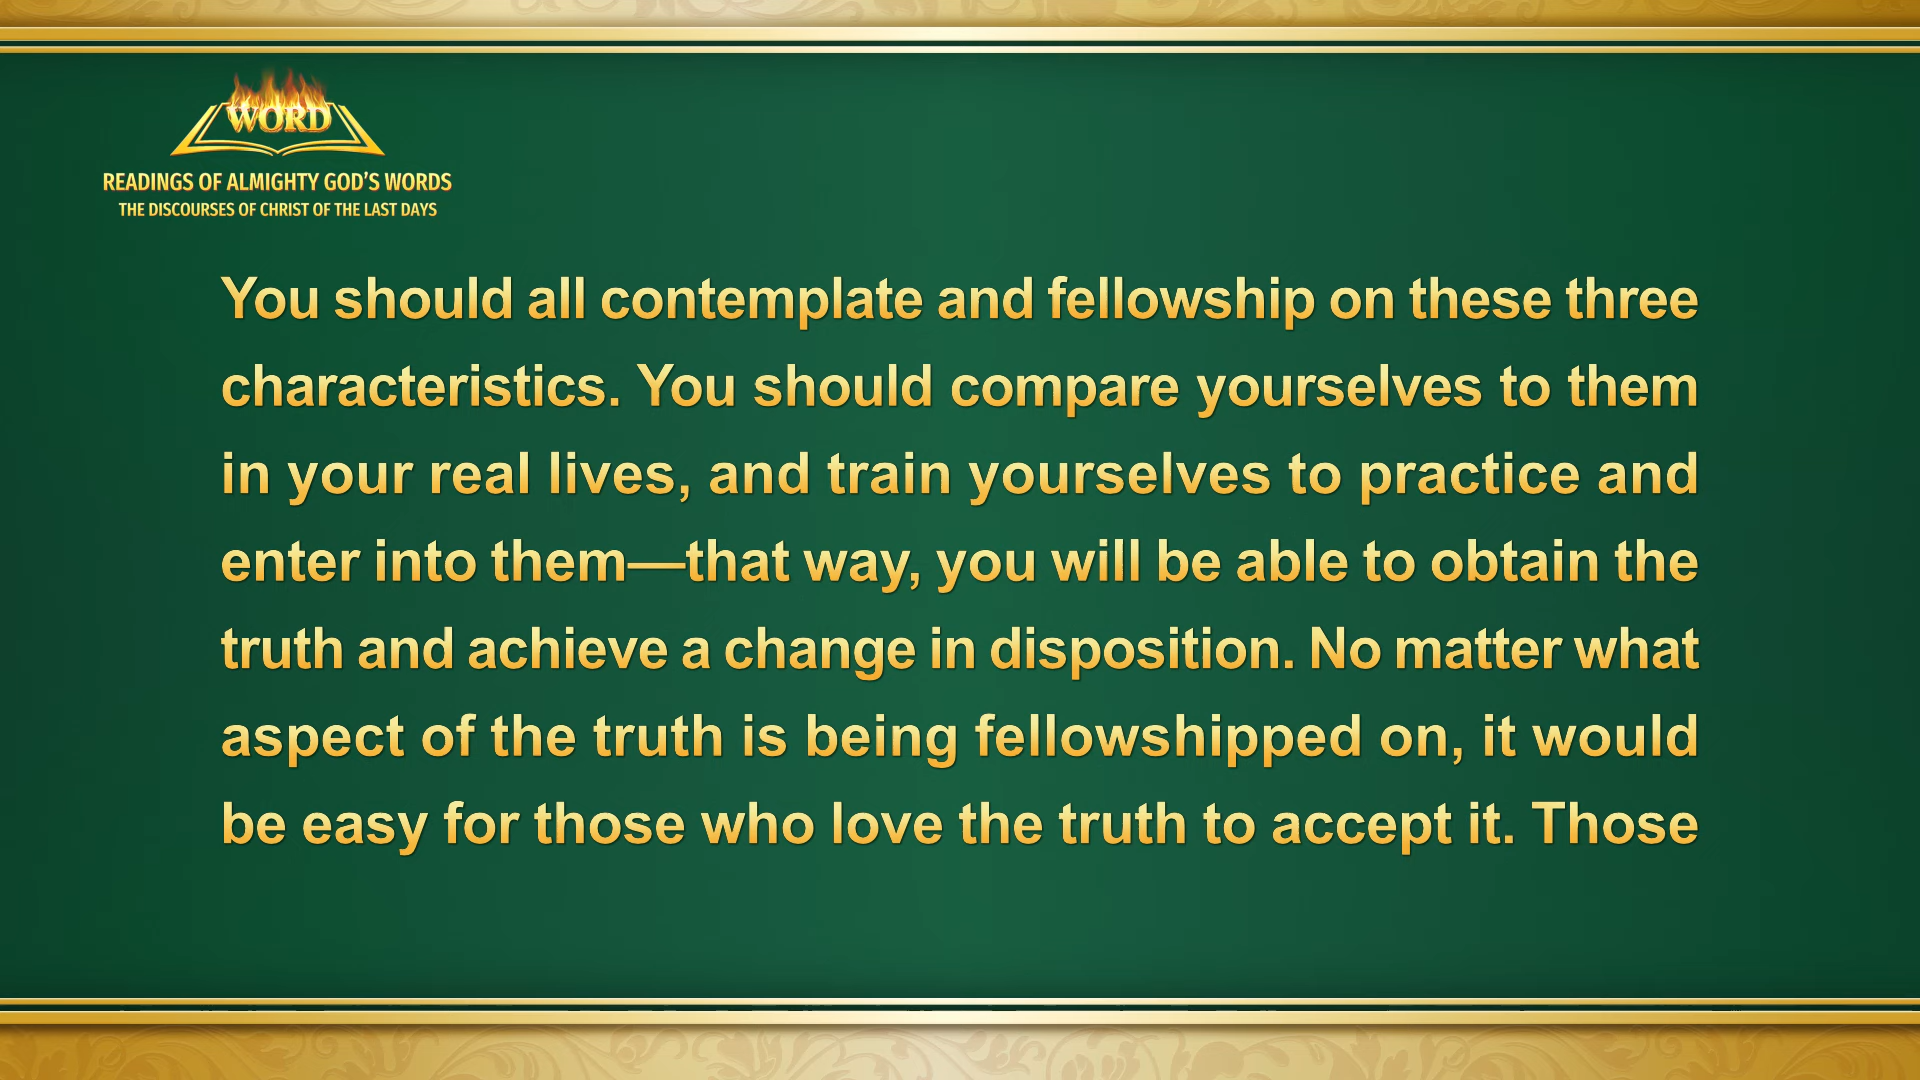 WORD
READINGS OF ALMIGHTY GOD'S WORDS
THE DISCOURSES OF CHRIST OF THE LAST DAYS
You should all contemplate and fellowship on these three
characteristics. You should compare yourselves to them
in your real lives, and train yourselves to practice and
enter into them—that way, you will be able to obtain the
truth and achieve a change in disposition. No matter what
aspect of the truth is being fellowshipped on, it would
be easy for those who love the truth to accept it. Those